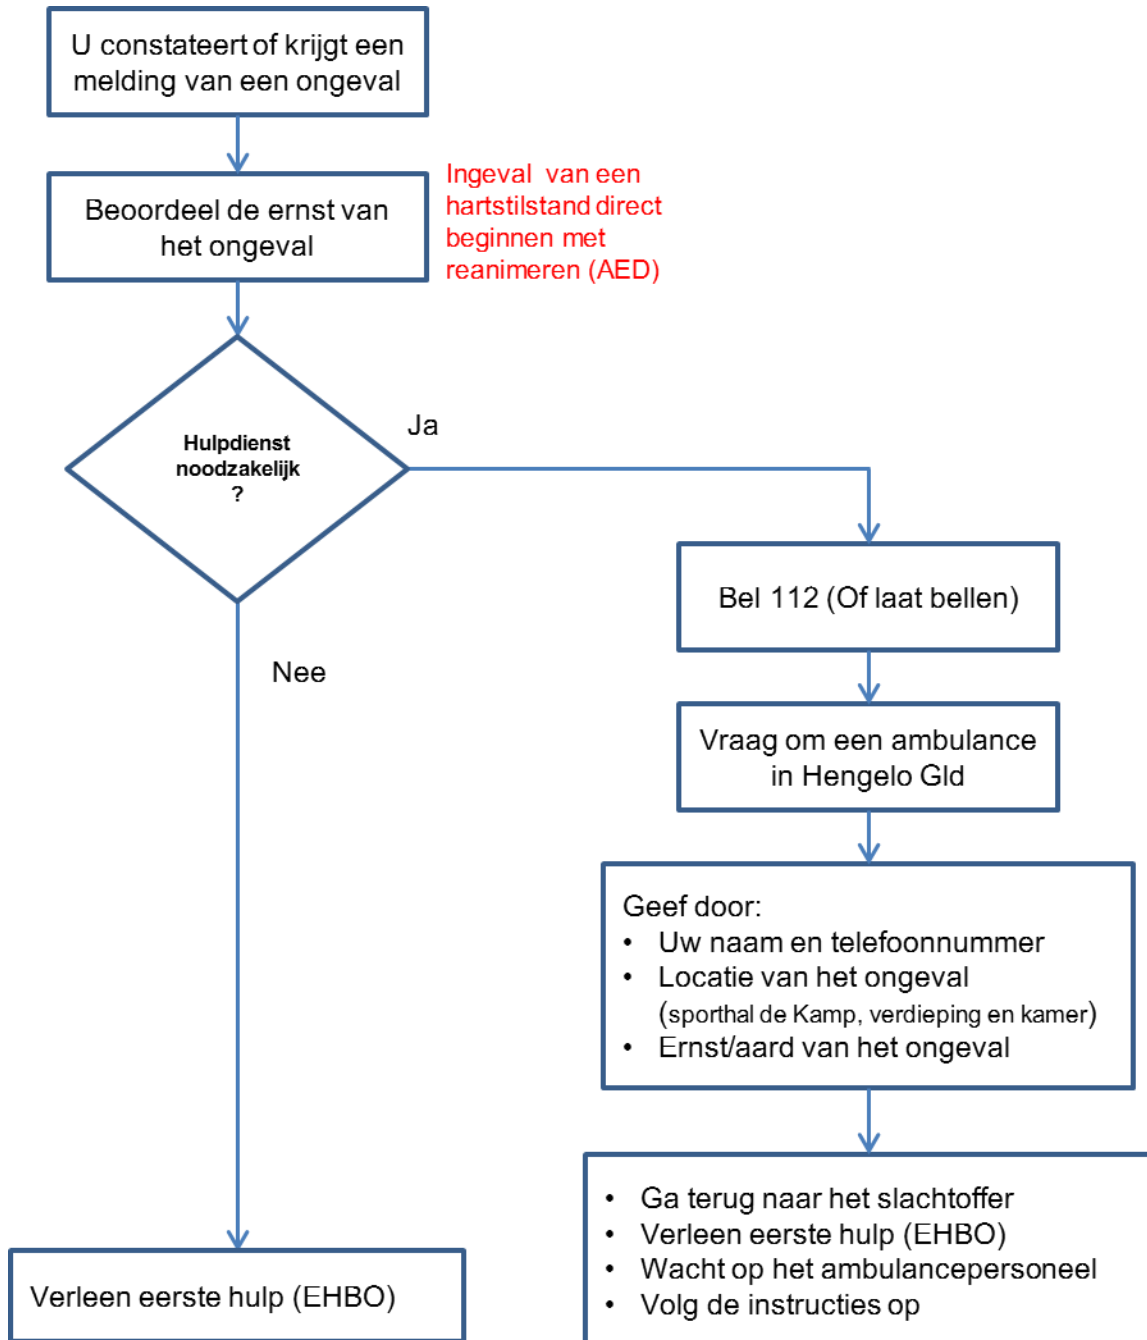 U constateert of krijgt een
melding van een ongeval
Beoordeel de ernst van
het ongeval
Ingeval van een
hartstilstand direct
beginnen met
reanimeren (AED)
Hulpdienst
noodzakelijk
?
Ja
Nee
Bel 112 (Of laat bellen)
Vraag om een ambulance
in Hengelo Gld
Geef door:
• Uw naam en telefoonnummer
• Locatie van het ongeval
(sporthal de Kamp, verdieping en kamer)
• Ernst/aard van het ongeval
• Ga terug naar het slachtoffer
• Verleen eerste hulp (EHBO)
• Wacht op het ambulancepersoneel
• Volg de instructies op
Verleen eerste hulp (EHBO)